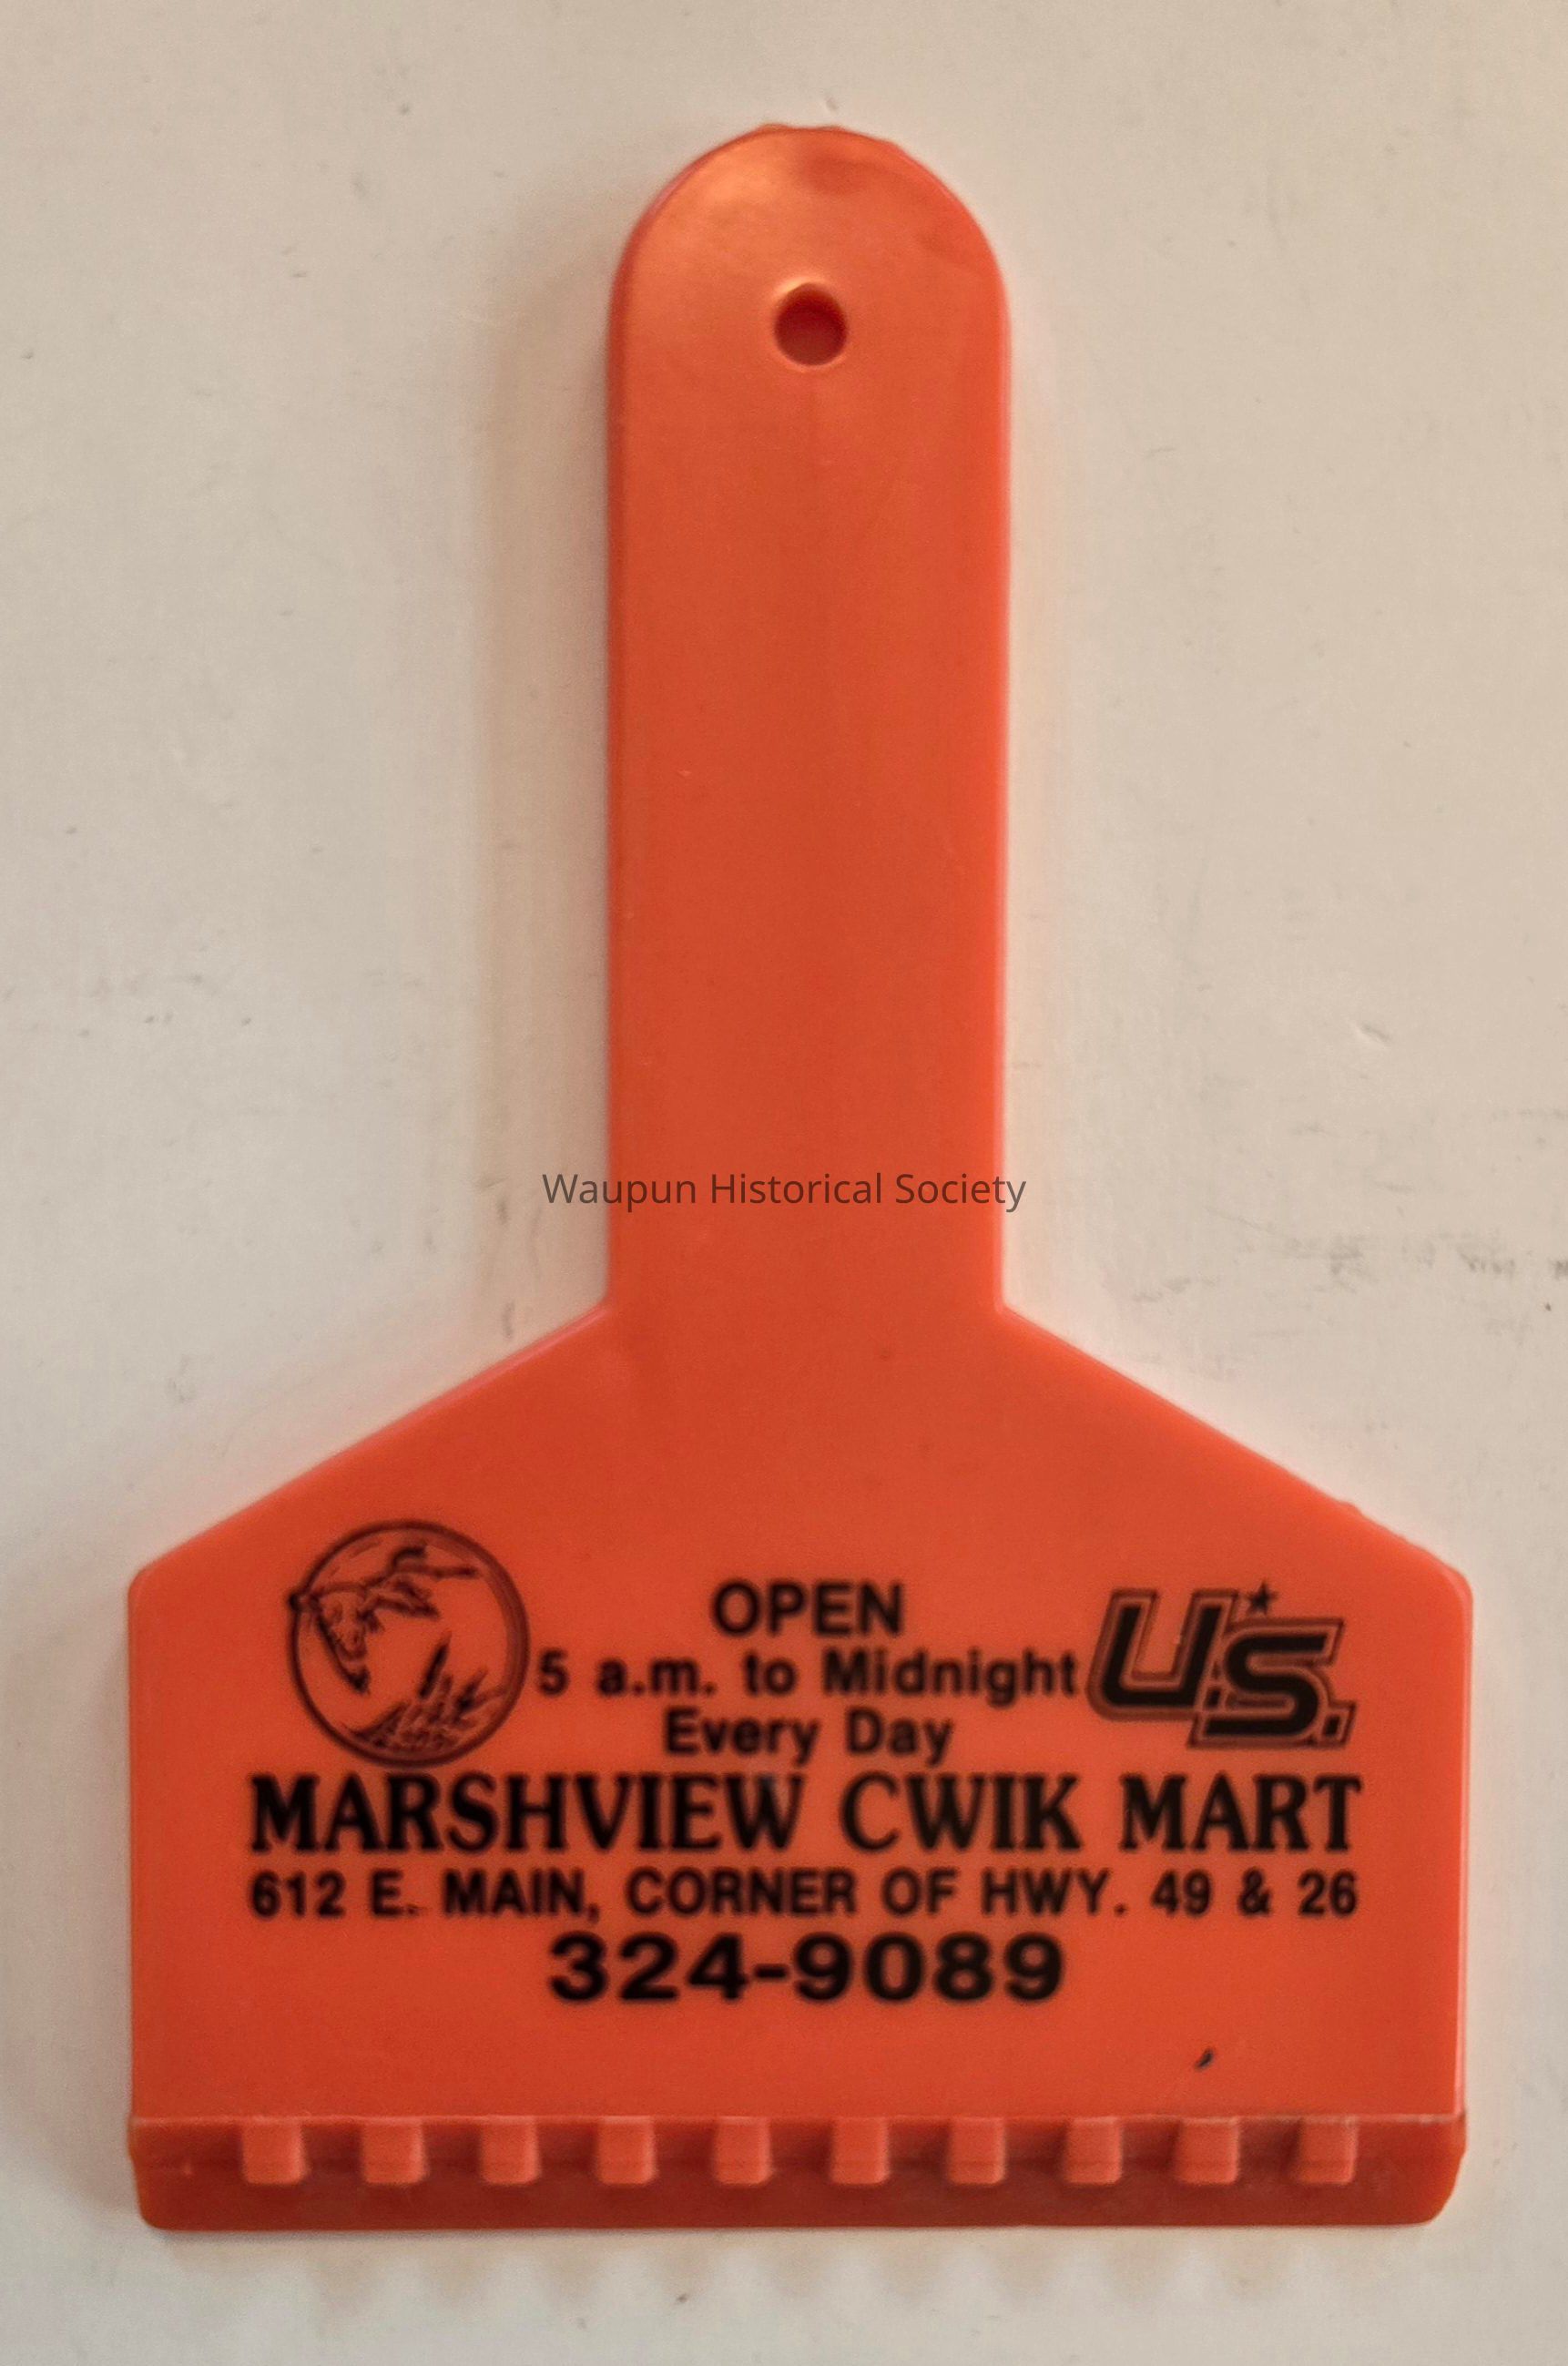 Waupun Historical Society
OPEN
5 a.m. to Midnight
Every Day
U.S.
MARSHVIEW CWIK MART
612 E. MAIN, CORNER OF HWY. 49 & 26
324-9089